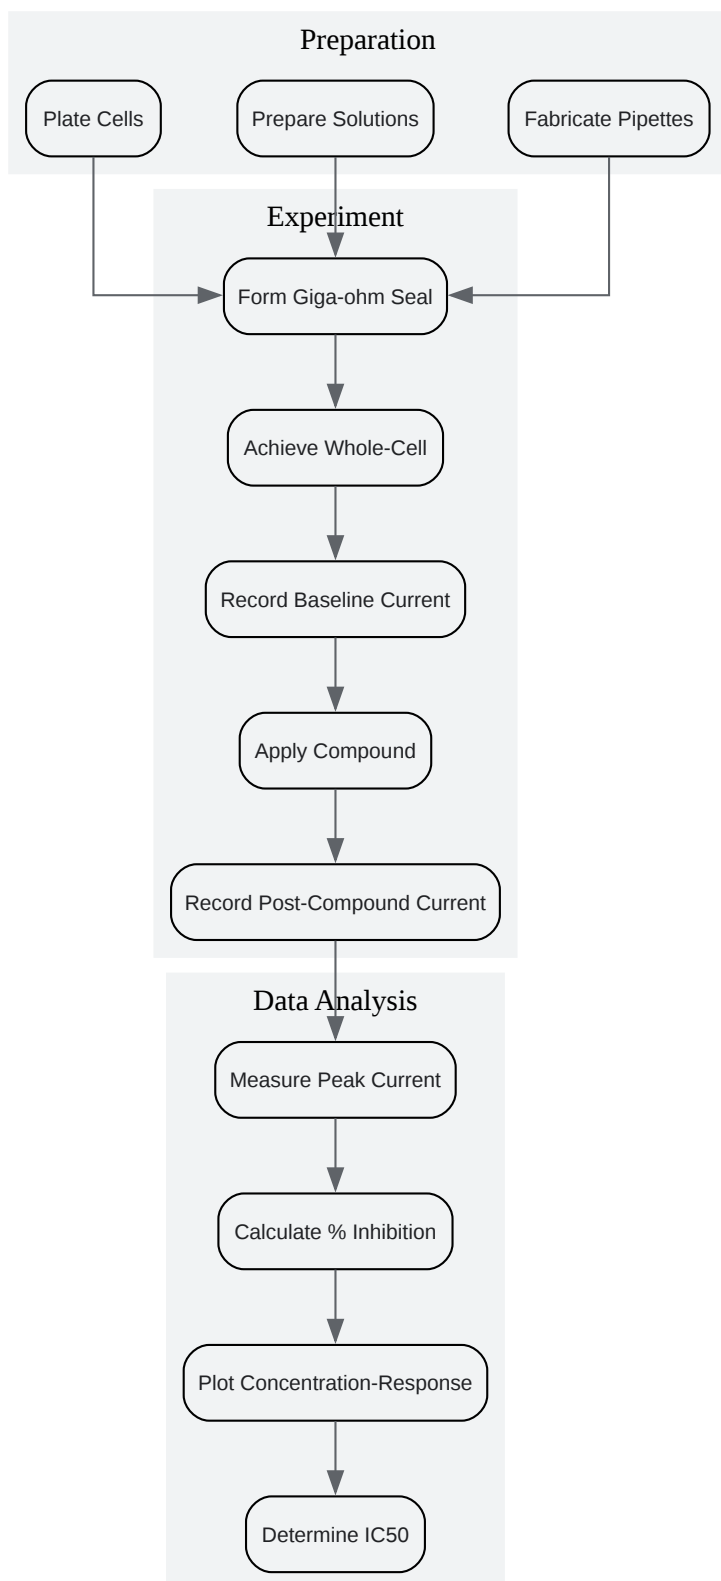 Preparation
Plate Cells
Prepare Solutions
Fabricate Pipettes
Experiment
Form Giga-ohm Seal
Achieve Whole-Cell
Record Baseline Current
Apply Compound
Record Post-Compound Current
Data Analysis
Measure Peak Current
Calculate % Inhibition
Plot Concentration-Response
Determine IC50